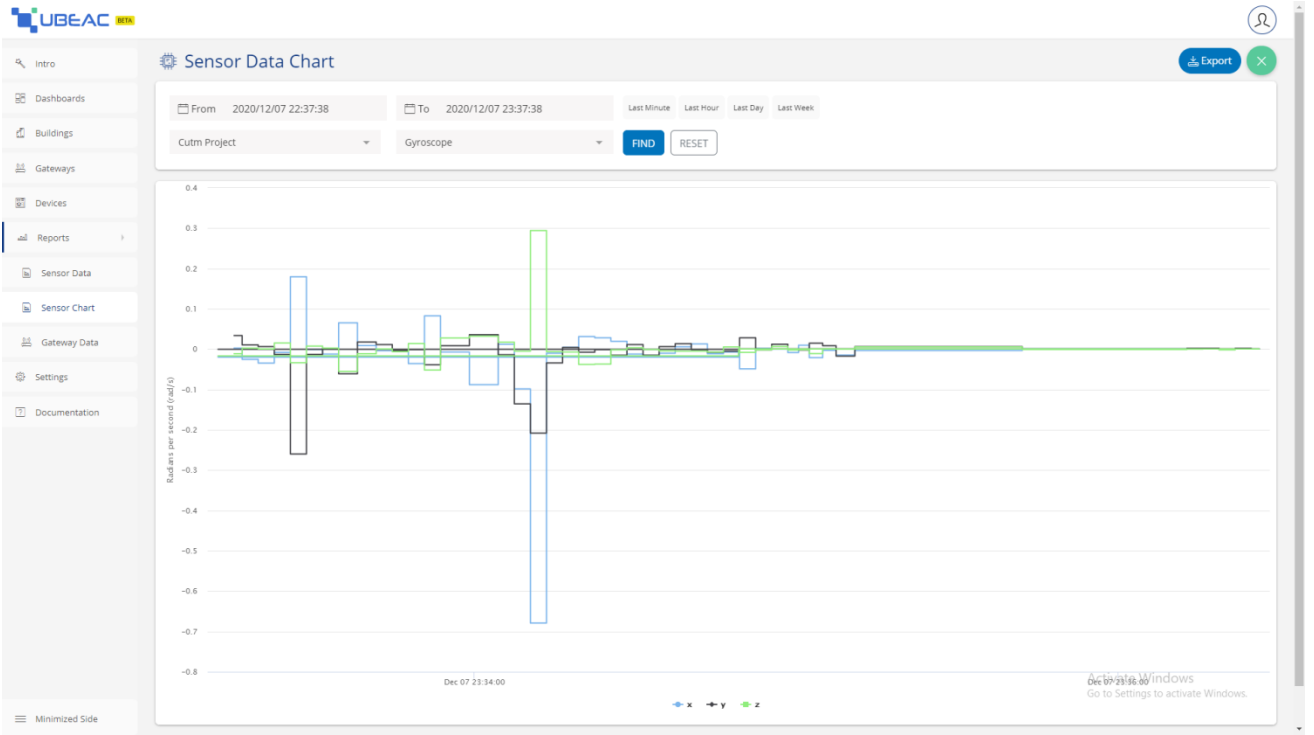 UBEAC BETA
Intro
Dashboards
Buildings
Gateways
Devices
Reports
Sensor Data
Sensor Chart
Gateway Data
Settings
Documentation
Minimized Side
Sensor Data Chart
Export
From 2020/12/07 22:37:38 To 2020/12/07 23:37:38 Last Minute Last Hour Last Day Last Week
Cutm Project Gyroscope FIND RESET
Radians per second (rad/s)
0.4
0.3
0.2
0.1
0
−0.1
−0.2
−0.3
−0.4
−0.5
−0.6
−0.7
−0.8
Dec 07 23:34:00 Dec 07 23:36:00
x y z
Activate Windows
Go to Settings to activate Windows.